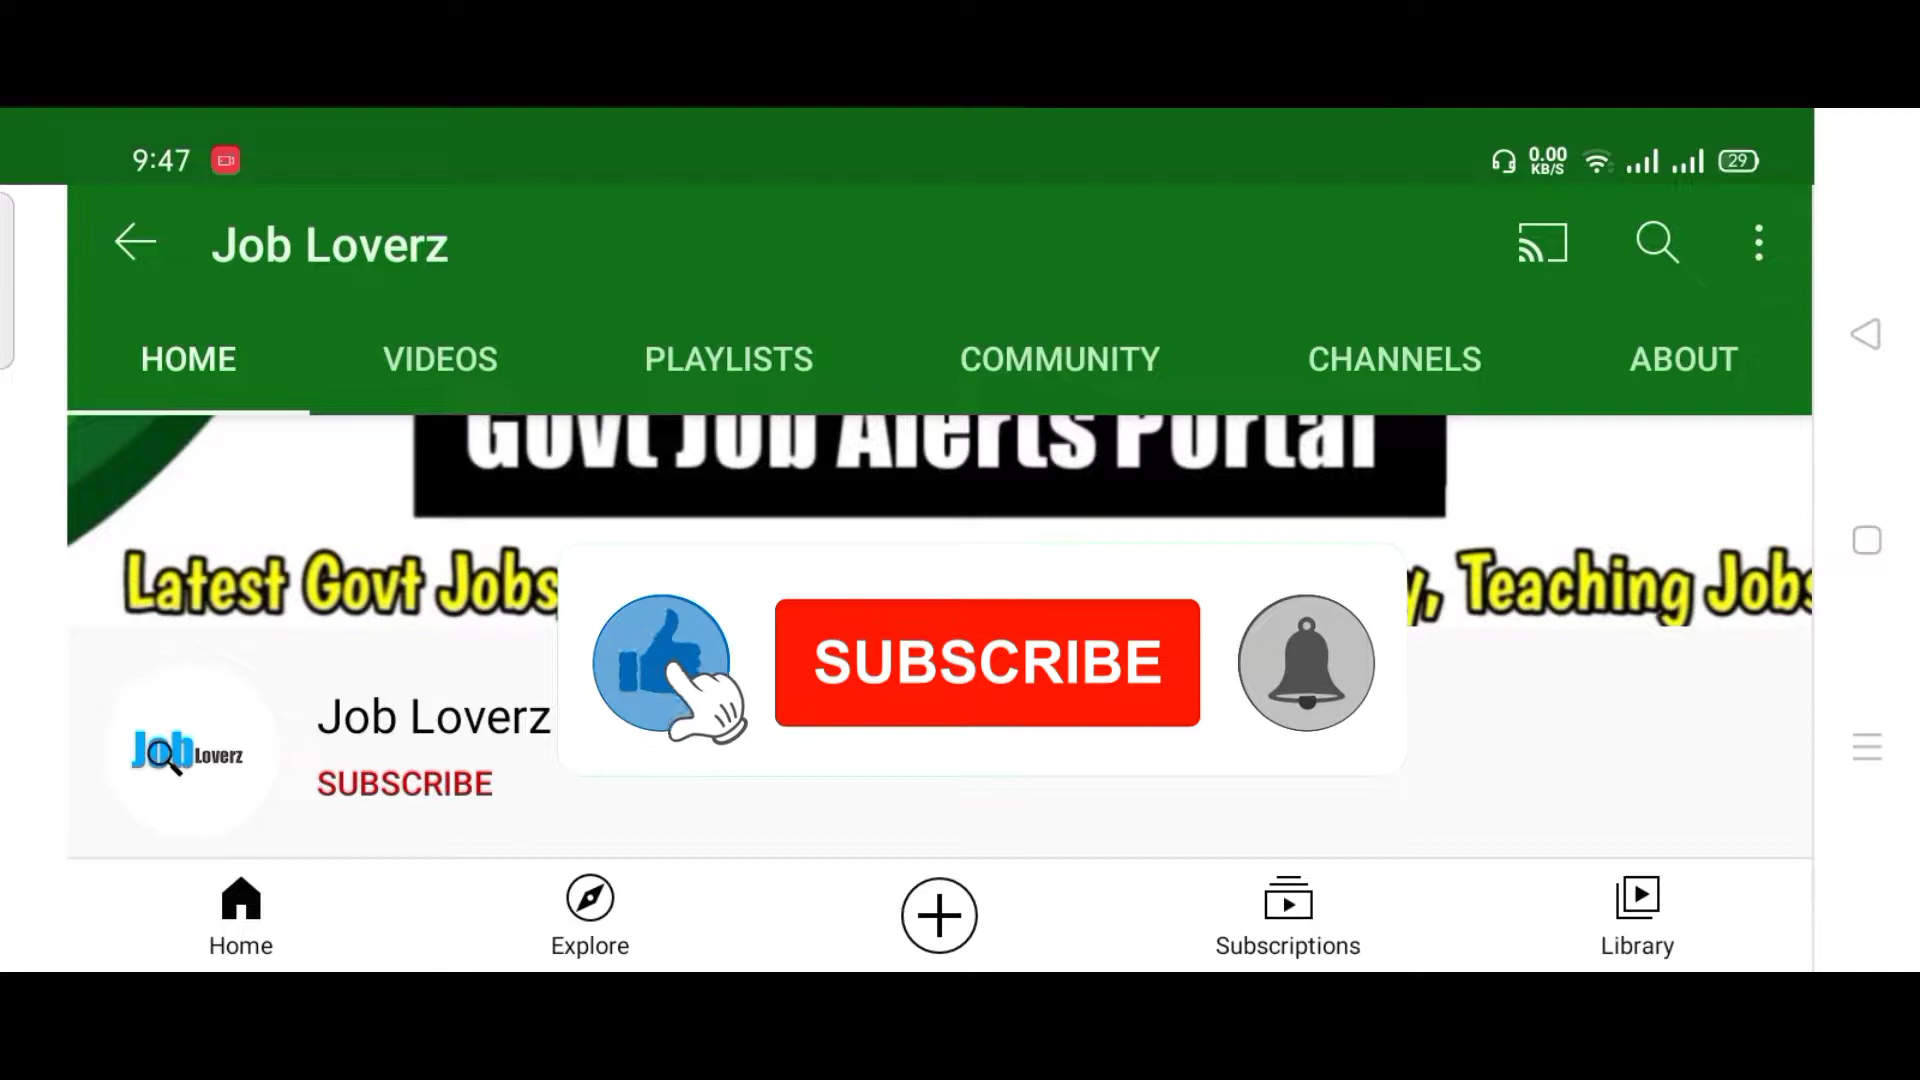 9:47
0.00
KB/S
29
Job Loverz
HOME VIDEOS PLAYLISTS COMMUNITY CHANNELS ABOUT
Govt Job Alerts Portal
Latest Govt Jobs , Teaching Jobs
SUBSCRIBE
Job Loverz
Job Loverz
SUBSCRIBE
Home Explore Subscriptions Library